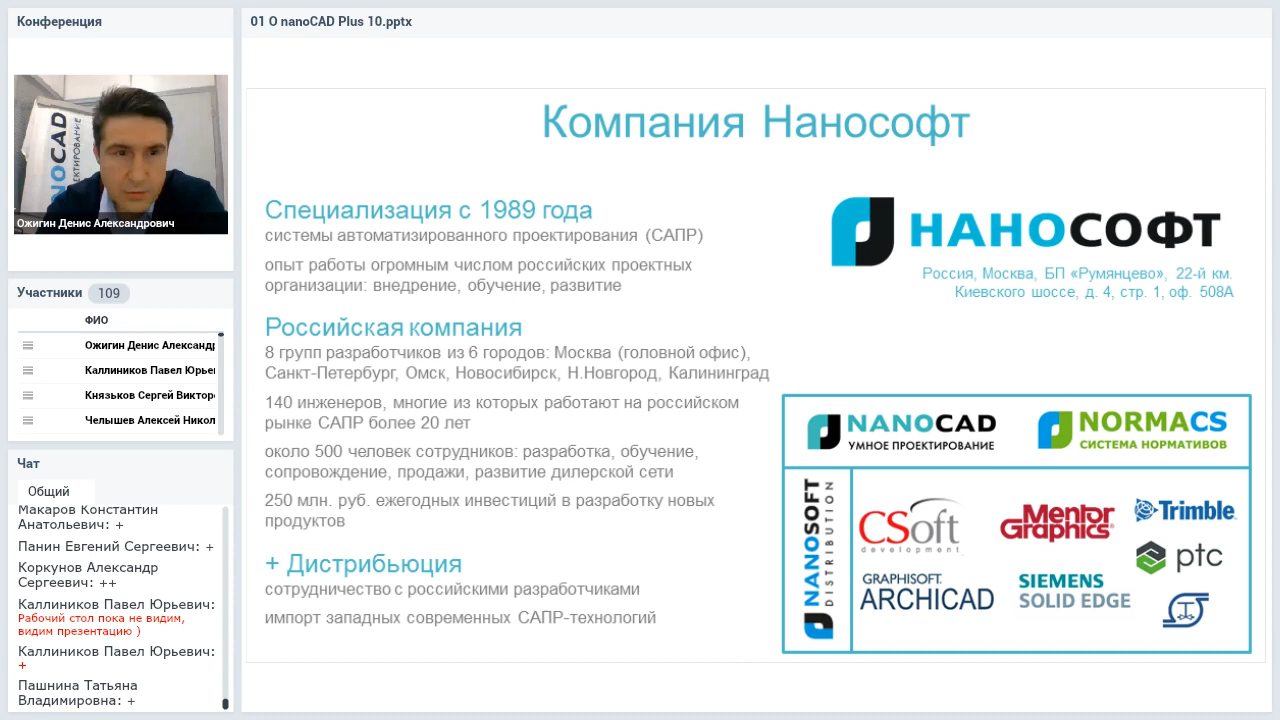 Конференция
NOCAD
ЕКТИРОВАНИЕ
Ожигин Денис Александрович
Участники 109
ФИО
Ожигин Денис Александр
Каллиников Павел Юрьев
Князьков Сергей Викторо
Челышев Алексей Никол
Чат
Общий
Макаров Константин
Анатольевич: +
Панин Евгений Сергеевич: +
Коркунов Александр
Сергеевич: ++
Каллиников Павел Юрьевич:
Рабочий стол пока не видим,
видим презентацию )
Каллиников Павел Юрьевич:
+
Пашнина Татьяна
Владимировна: +
01 О nanoCAD Plus 10.pptx
Компания Нанософт
Специализация с 1989 года
системы автоматизированного проектирования (САПР)
опыт работы огромным числом российских проектных
организации: внедрение, обучение, развитие
Российская компания
8 групп разработчиков из 6 городов: Москва (головной офис),
Санкт-Петербург, Омск, Новосибирск, Н.Новгород, Калининград
140 инженеров, многие из которых работают на российском
рынке САПР более 20 лет
около 500 человек сотрудников: разработка, обучение,
сопровождение, продажи, развитие дилерской сети
250 млн. руб. ежегодных инвестиций в разработку новых
продуктов
+ Дистрибьюция
сотрудничество с российскими разработчиками
импорт западных современных САПР-технологий
НАНОСОФТ
Россия, Москва, БП «Румянцево», 22-й км.
Киевского шоссе, д. 4, стр. 1, оф. 508А
NANOCAD
УМНОЕ ПРОЕКТИРОВАНИЕ
NORMACS
СИСТЕМА НОРМАТИВОВ
NANOSOFT
DISTRIBUTION
CSoft
development
Mentor
Graphics
Trimble
ptc
GRAPHISOFT
ARCHICAD
SIEMENS
SOLID EDGE